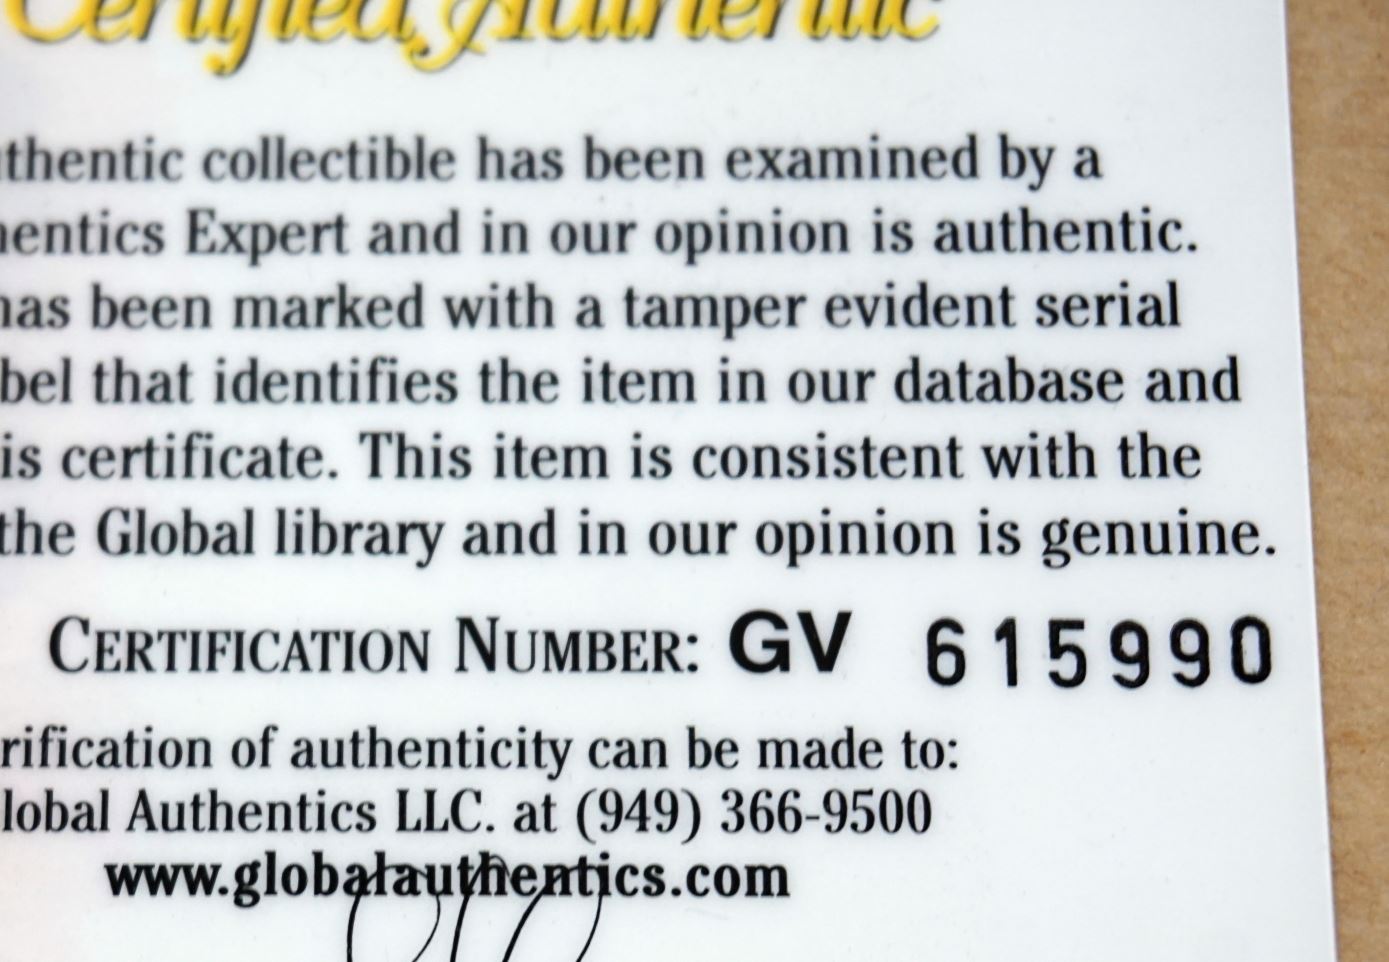 Certified Authentic
thentic collectible has been examined by a
entics Expert and in our opinion is authentic.
has been marked with a tamper evident serial
bel that identifies the item in our database and
is certificate. This item is consistent with the
the Global library and in our opinion is genuine.
CERTIFICATION NUMBER: GV 615990
rification of authenticity can be made to:
lobal Authentics LLC. at (949) 366-9500
www.globalauthentics.com